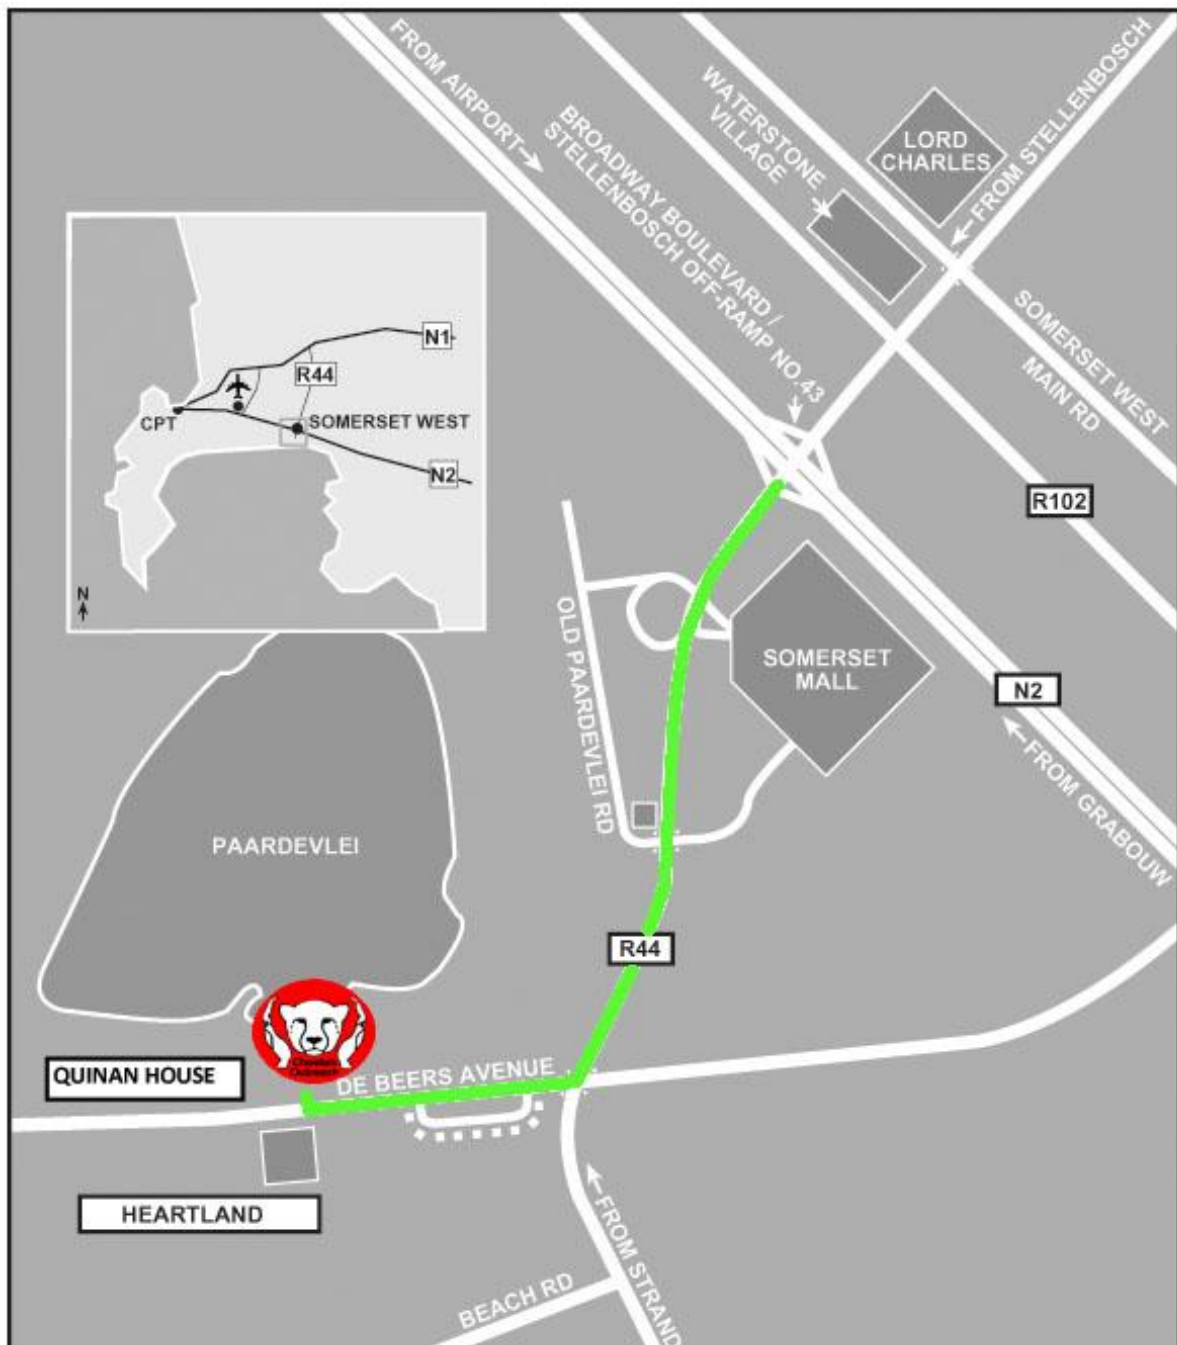 FROM AIRPORT
BROADWAY BOULEVARD /
STELLENBOSCH OFF-RAMP NO.43
WATERSTONE
VILLAGE
LORD
CHARLES
FROM STELLENBOSCH
SOMERSET WEST
MAIN RD
R102
N1
R44
CPT
SOMERSET WEST
N2
N
OLD PAARDEVLEI RD
SOMERSET
MALL
N2
FROM GRABOUW
PAARDEVLEI
R44
Cheetah
Outreach
QUINAN HOUSE
DE BEERS AVENUE
HEARTLAND
FROM STRAND
BEACH RD